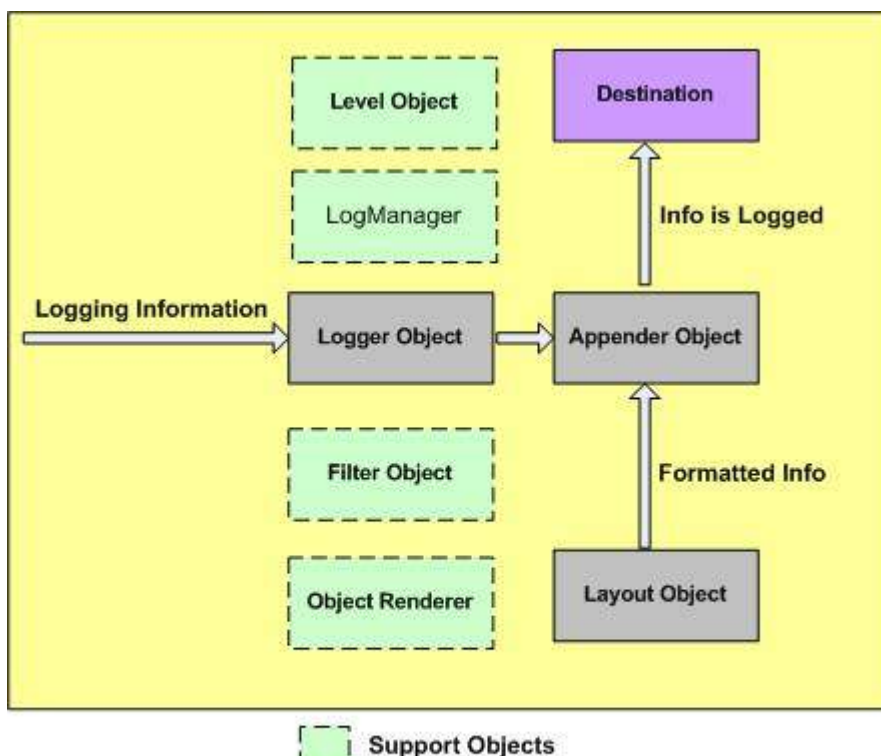 Level Object
Destination
LogManager
Info is Logged
Logging Information
Logger Object
Appender Object
Filter Object
Formatted Info
Object Renderer
Layout Object
Support Objects